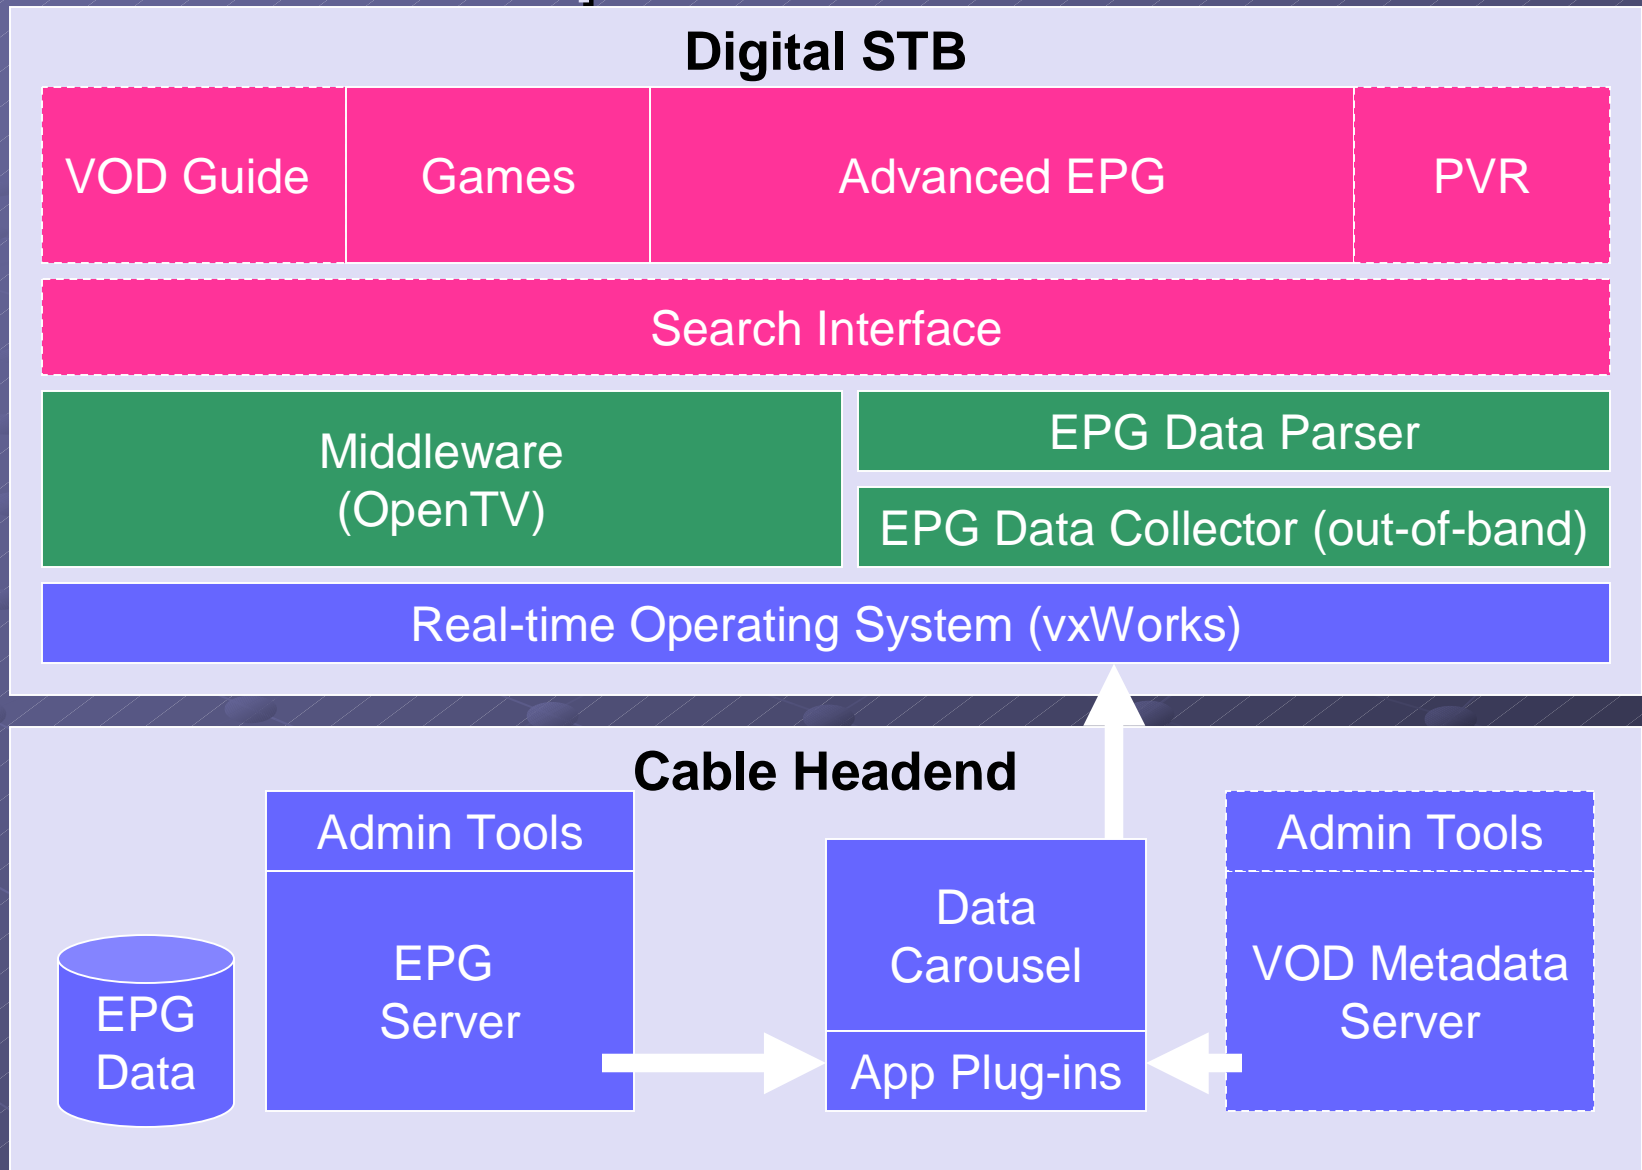 Digital STB
VOD Guide
Games
Advanced EPG
PVR
Search Interface
Middleware
(OpenTV)
EPG Data Parser
EPG Data Collector (out-of-band)
Real-time Operating System (vxWorks)
Cable Headend
Admin Tools
EPG
Server
EPG
Data
Data
Carousel
App Plug-ins
Admin Tools
VOD Metadata
Server